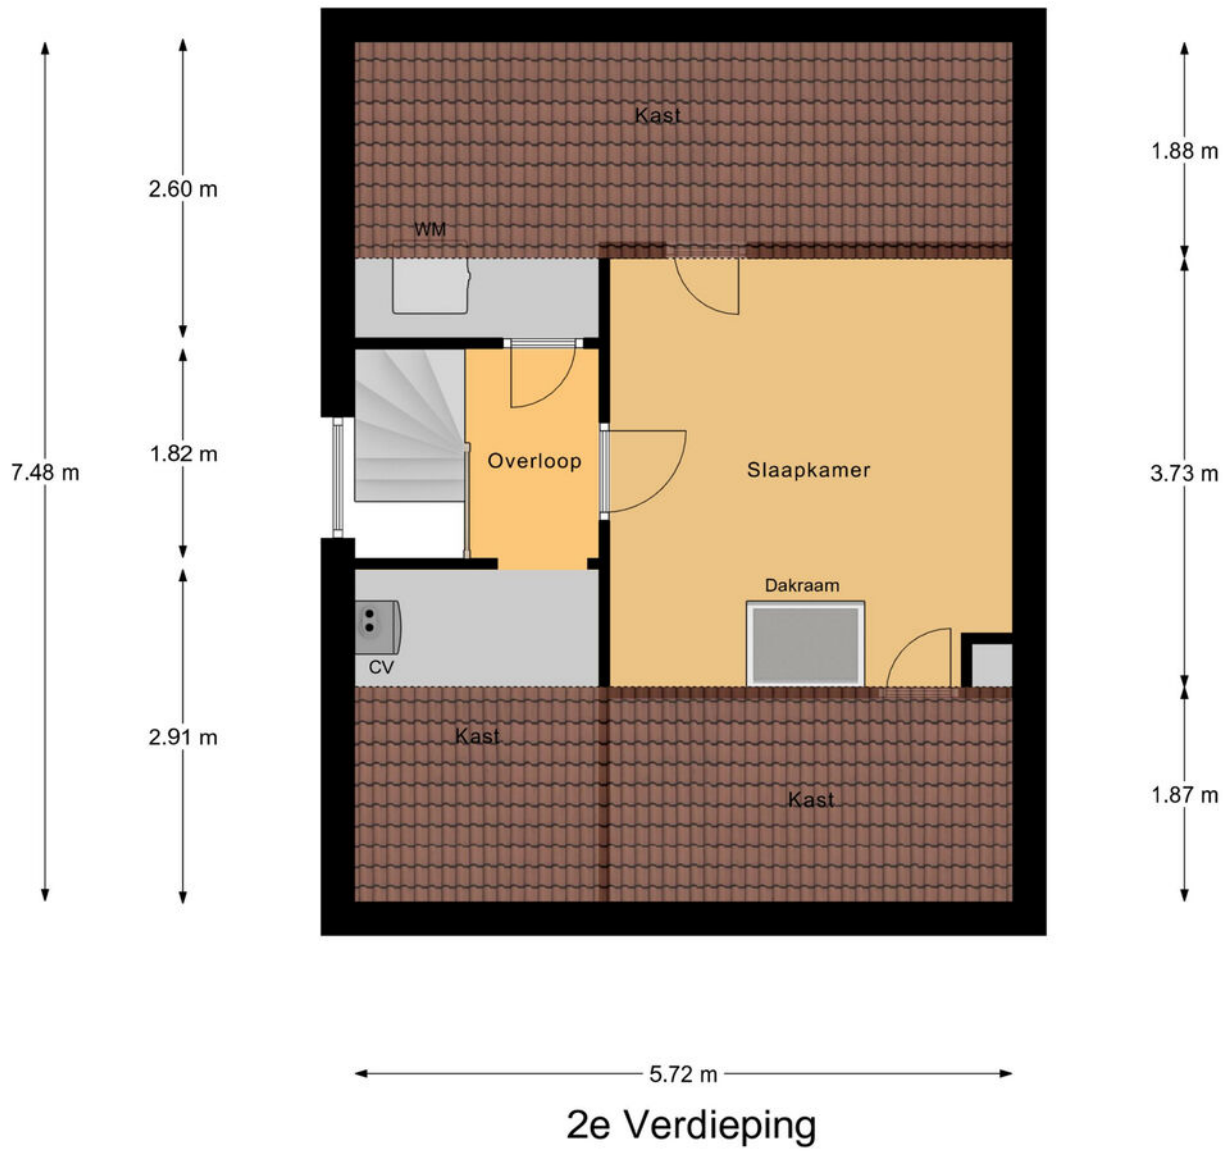 Kast
1.88 m
2.60 m
WM
1.82 m
Overloop
Slaapkamer
7.48 m
3.73 m
Dakraam
CV
Kast
2.91 m
Kast
1.87 m
5.72 m
2e Verdieping